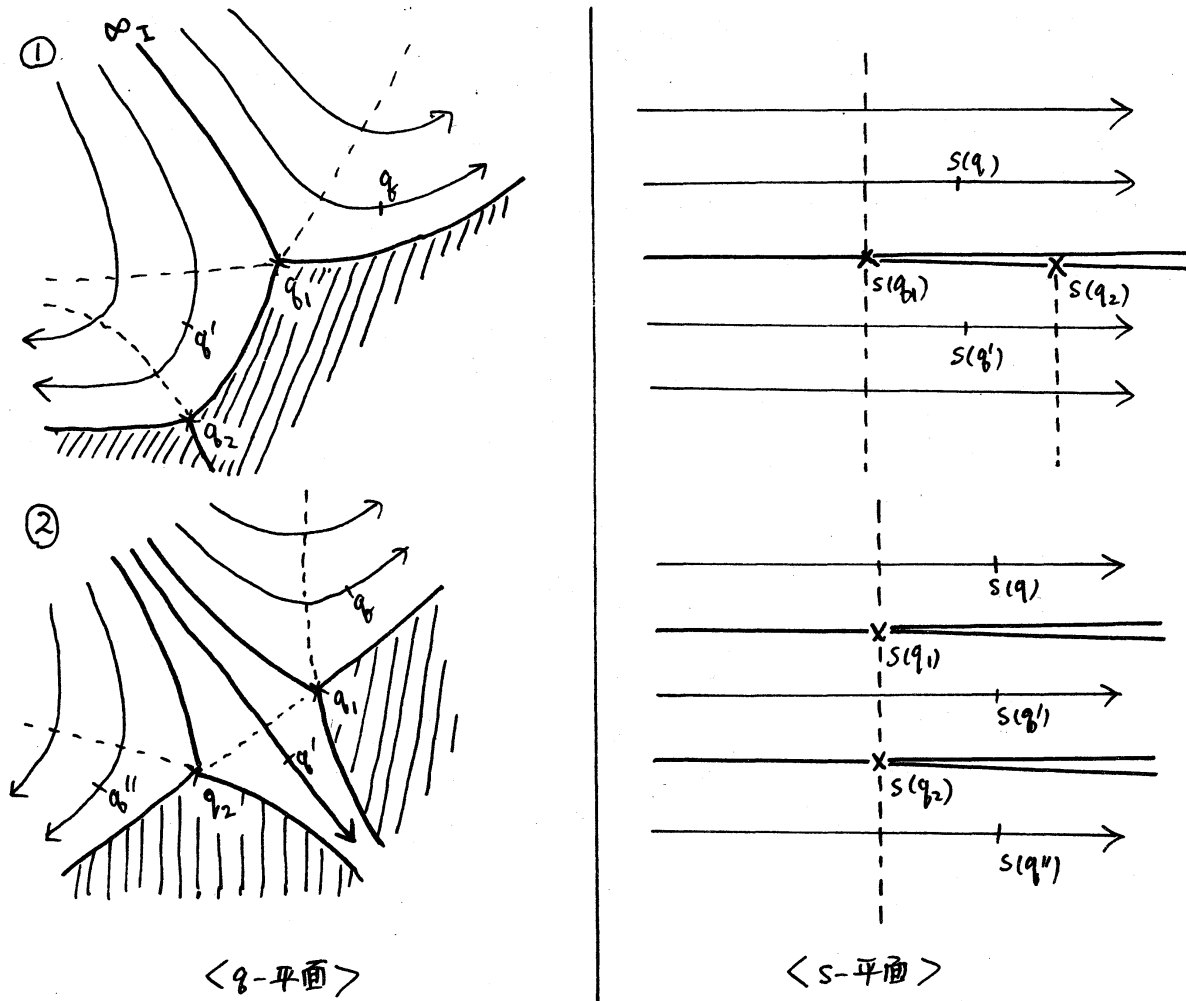 ①
∞I
q
q1
q'
q2
S(q)
S(q1)
S(q2)
S(q')
②
q
q1
q'
q2
q''
S(q)
S(q1)
S(q')
S(q2)
S(q'')
<q-平面>
<S-平面>